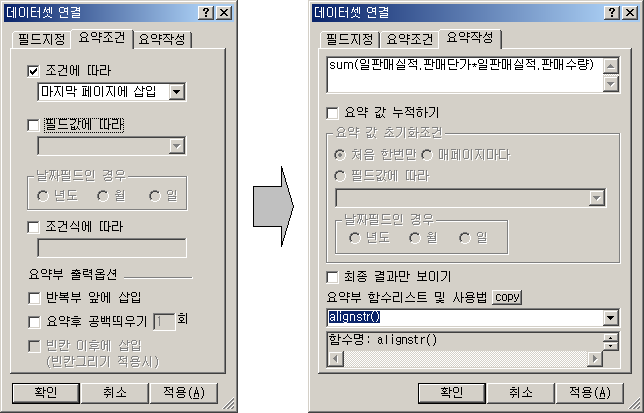 데이터셋 연결
필드지정 요약조건 요약작성
조건에 따라
마지막 페이지에 삽입
필드값에 따라
날짜필드인 경우
년도 월 일
조건식에 따라
요약부 출력옵션
반복부 앞에 삽입
요약후 공백띄우기 1 회
빈칸 이후에 삽입
(빈칸그리기 적용시)
확인 취소 적용(A)
데이터셋 연결
필드지정 요약조건 요약작성
sum(일판매실적.판매단가*일판매실적.판매수량)
요약 값 누적하기
요약 값 초기화조건
처음 한번만 매페이지마다
필드값에 따라
날짜필드인 경우
년도 월 일
최종 결과만 보이기
요약부 함수리스트 및 사용법 copy
alignstr()
함수명: alignstr()
확인 취소 적용(A)